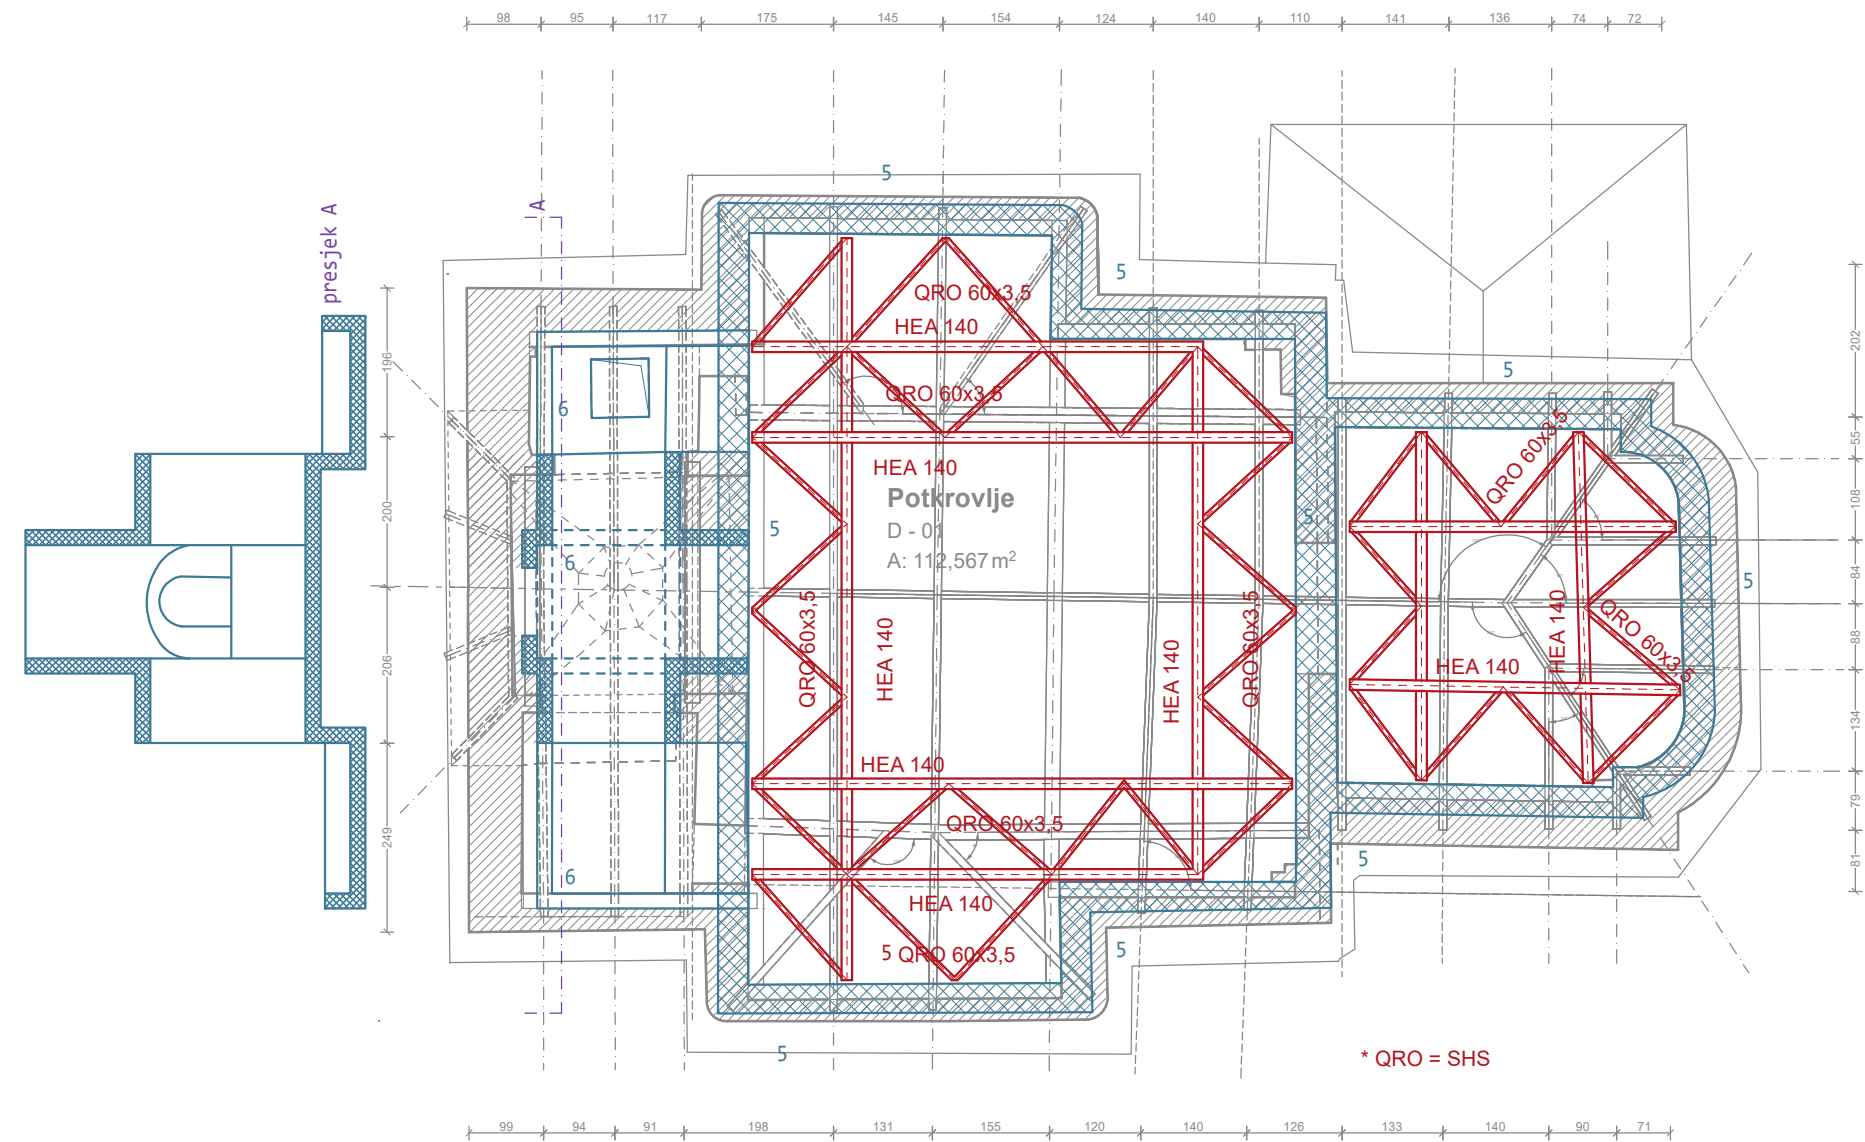 98 95 117 175 145 154 124 140 110 141 136 74 72
presjek A
A
5
5
5
QRO 60x3,5
HEA 140
QRO 60x3,5
6
HEA 140
Potkrovlje
D - 01
A: 112,567 m²
5
5
6
QRO 60x3,5
HEA 140
HEA 140
QRO 60x3,5
QRO 60x3,5
HEA 140
HEA 140
QRO 60x3,5
5
HEA 140
QRO 60x3,5
6
HEA 140
5 QRO 60x3,5
5
5
5
* QRO = SHS
196
200
206
249
202
55
108
84
88
134
79
81
99 94 91 198 131 155 120 140 126 133 140 90 71